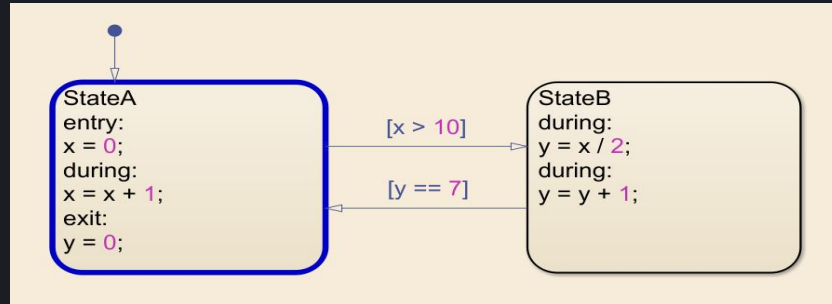 StateA
entry:
x = 0;
during:
x = x + 1;
exit:
y = 0;
[x > 10]
[y == 7]
StateB
during:
y = x / 2;
during:
y = y + 1;